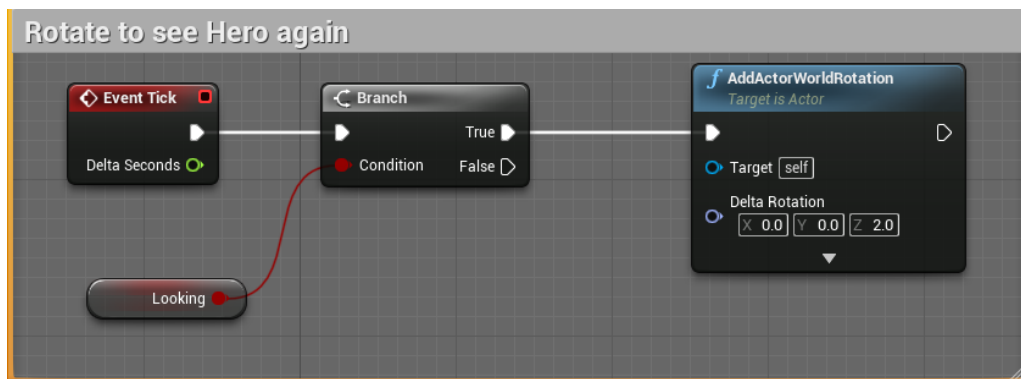 Rotate to see Hero again
Event Tick
Delta Seconds
Branch
True
Condition
False
Looking
f AddActorWorldRotation
Target is Actor
Target self
Delta Rotation
X 0.0 Y 0.0 Z 2.0